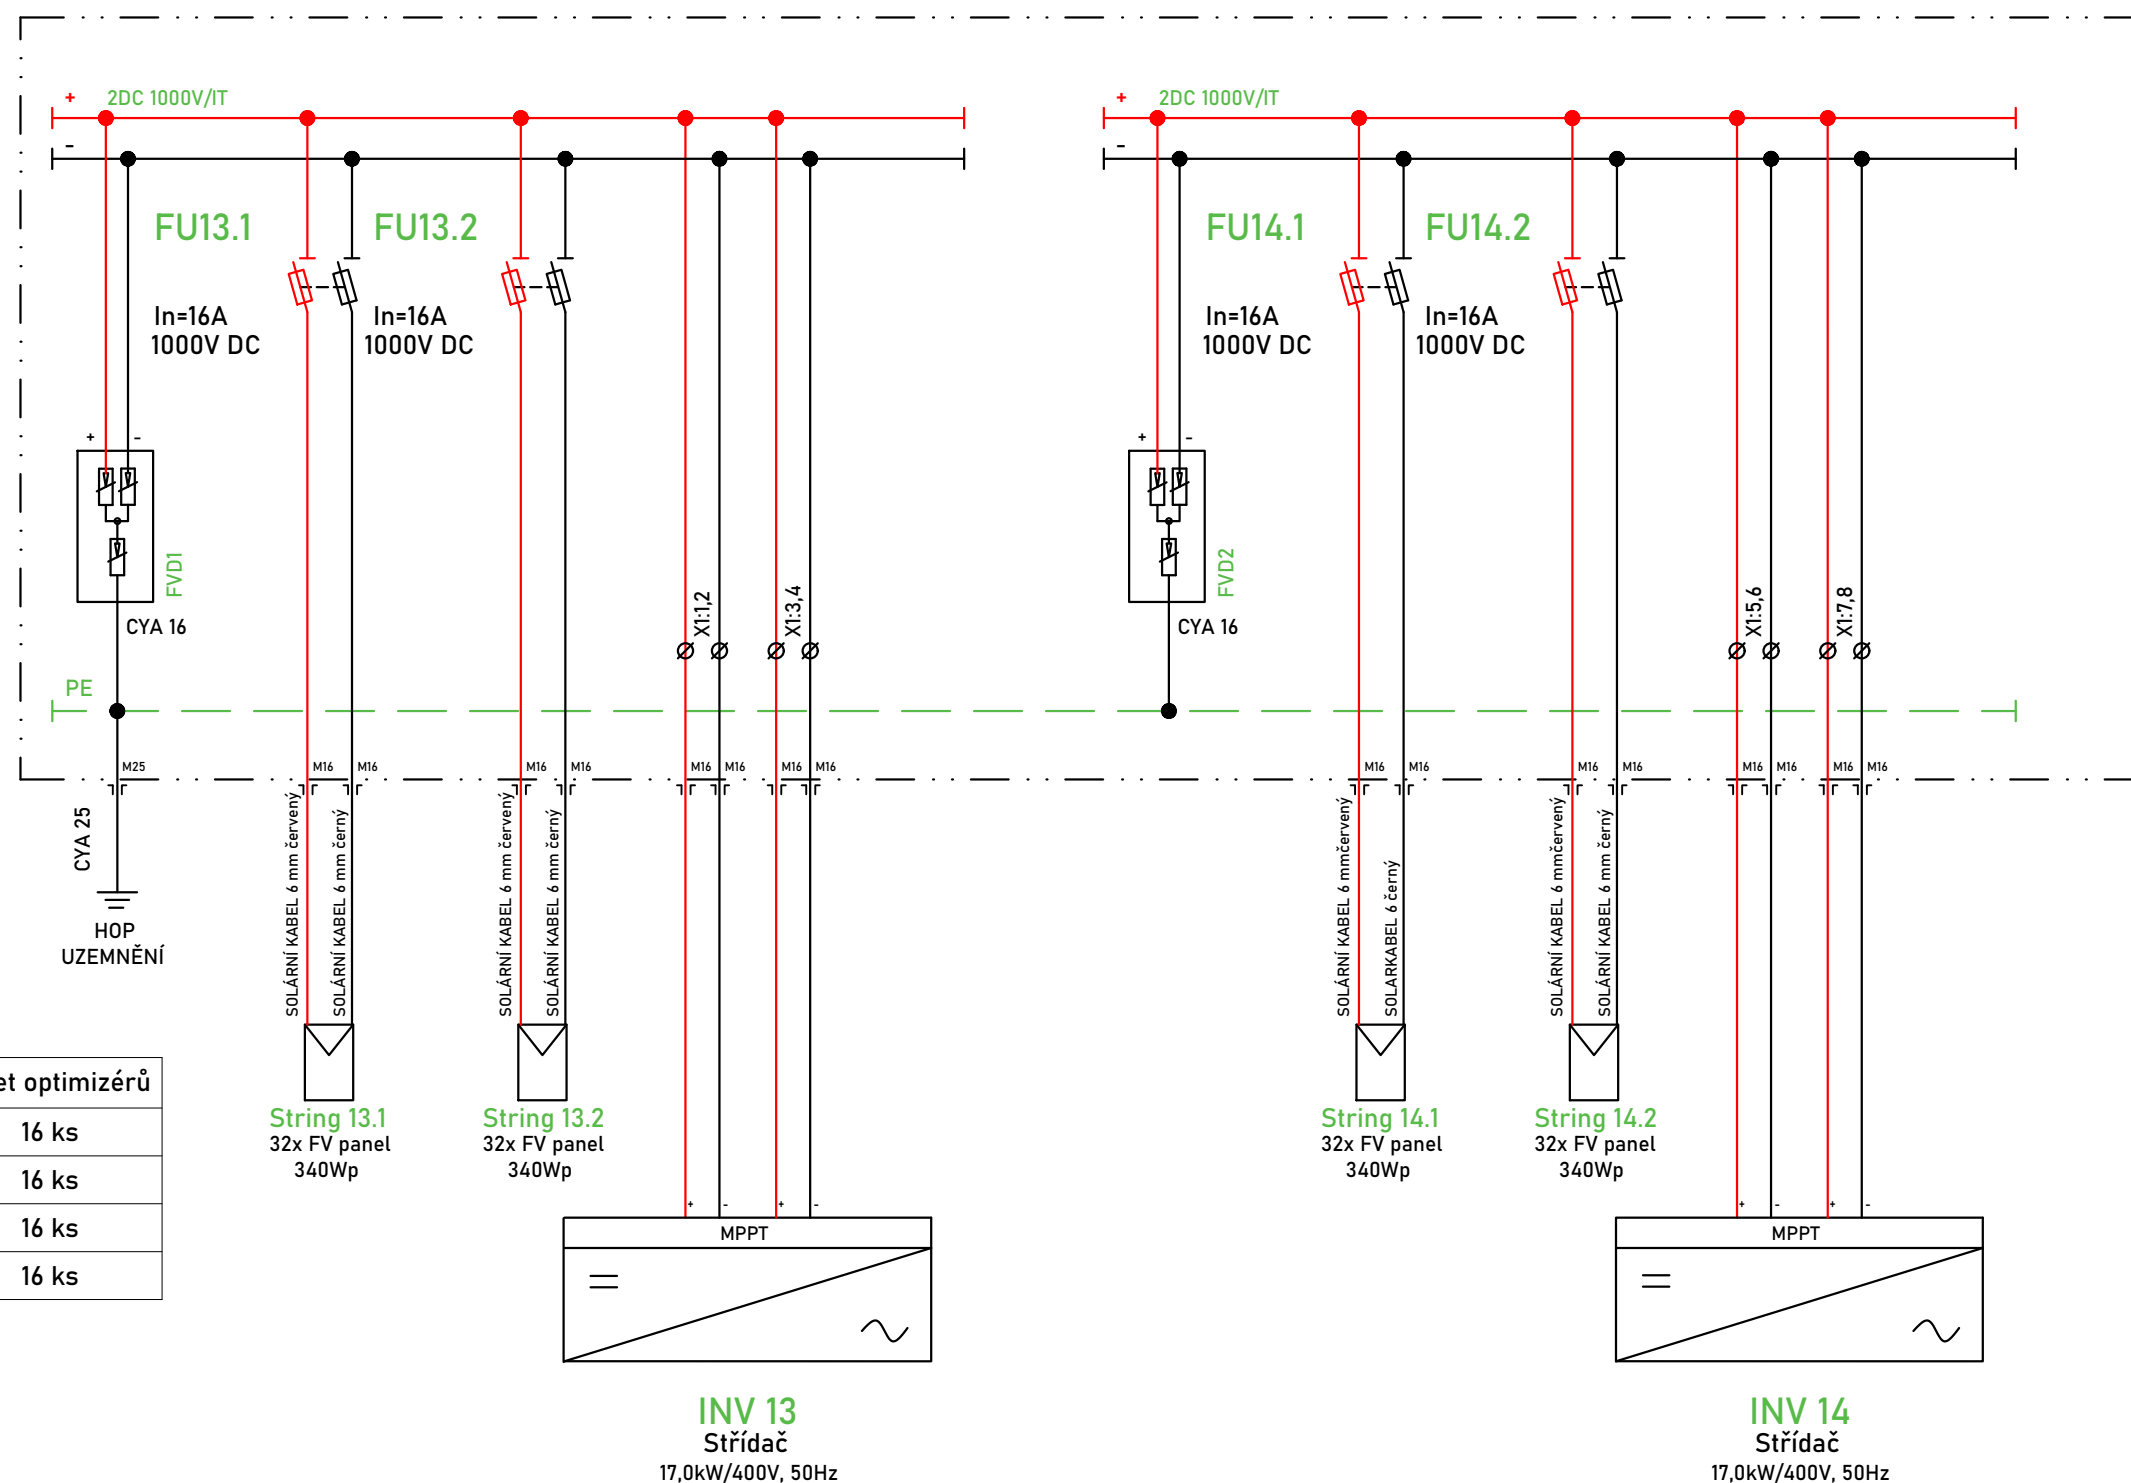 + 2DC 1000V/IT
-
FU13.1
In=16A
1000V DC
FU13.2
In=16A
1000V DC
+ -
FVD1
CYA 16
X1:1,2
X1:3,4
PE
M25
M16
M16
M16
M16
M16
M16
M16
M16
CYA 25
HOP
UZEMNĚNÍ
SOLÁRNÍ KABEL 6 mm červený
SOLÁRNÍ KABEL 6 mm černý
SOLÁRNÍ KABEL 6 mm červený
SOLÁRNÍ KABEL 6 mm černý
String 13.1
32x FV panel
340Wp
String 13.2
32x FV panel
340Wp
+ - + -
MPPT
INV 13
Střídač
17,0kW/400V, 50Hz
+ 2DC 1000V/IT
-
FU14.1
In=16A
1000V DC
FU14.2
In=16A
1000V DC
+ -
FVD2
CYA 16
X1:5,6
X1:7,8
M16
M16
M16
M16
M16
M16
M16
M16
SOLÁRNÍ KABEL 6 mmčervený
SOLARKABEL 6 černý
SOLÁRNÍ KABEL 6 mmčervený
SOLÁRNÍ KABEL 6 mm černý
String 14.1
32x FV panel
340Wp
String 14.2
32x FV panel
340Wp
+ - + -
MPPT
INV 14
Střídač
17,0kW/400V, 50Hz
optimizérů
16 ks
16 ks
16 ks
16 ks